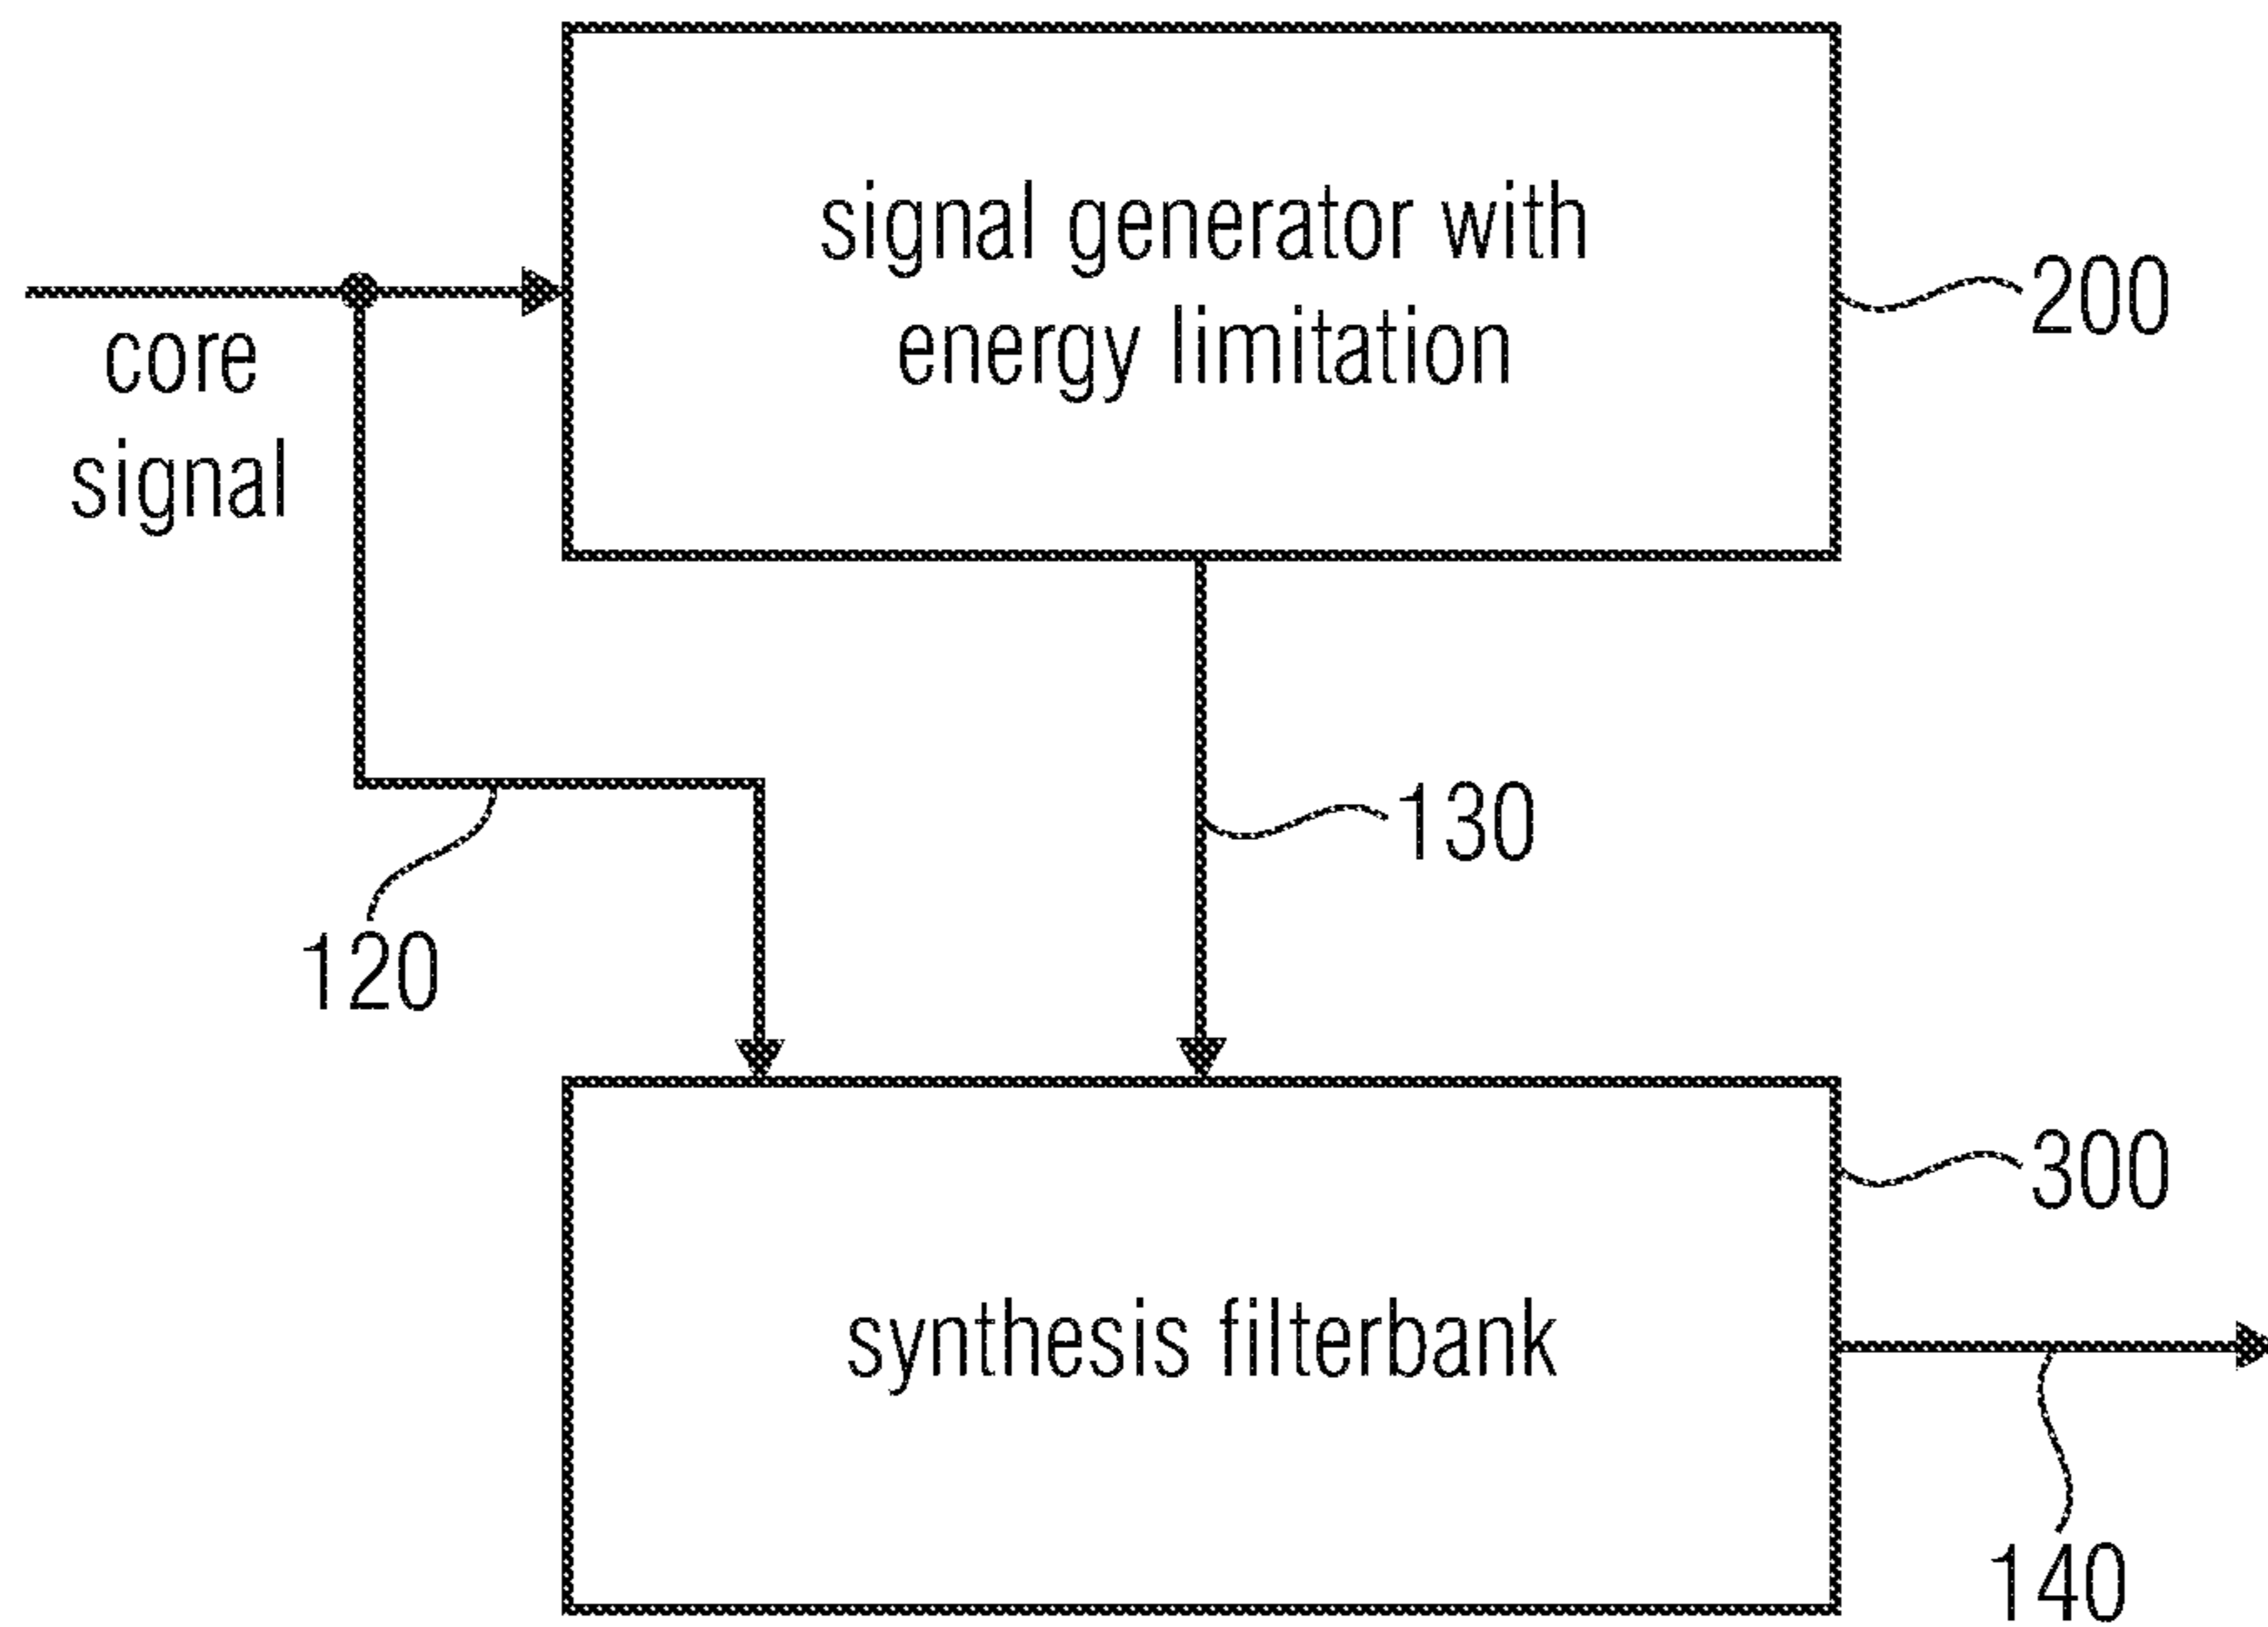 signal generator with
energy limitation
200
core
signal
130
120
300
synthesis filterbank
140